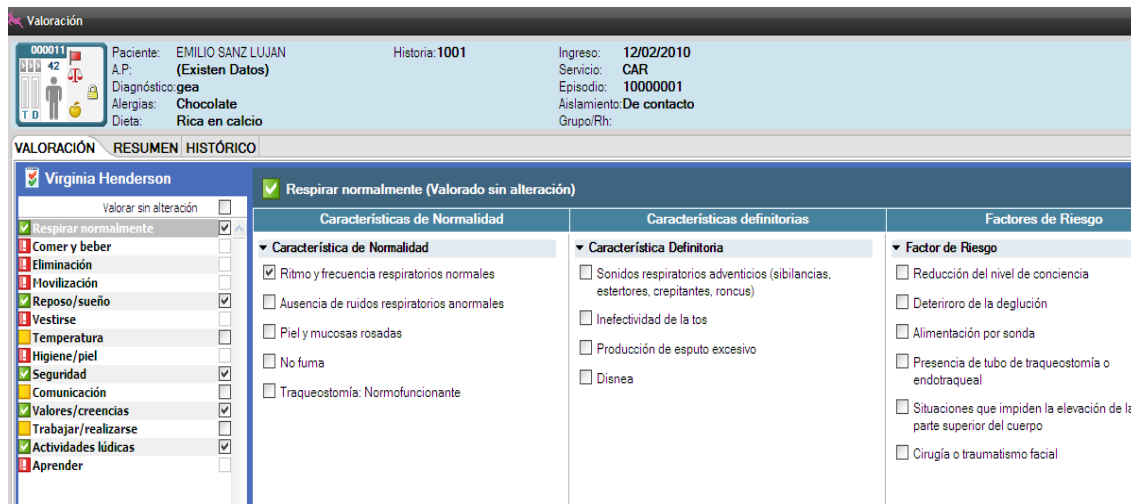 Valoración
000011
42
T D
Paciente: EMILIO SANZ LUJAN Historia: 1001 Ingreso: 12/02/2010
A.P: (Existen Datos) Servicio: CAR
Diagnóstico: gea Episodio: 10000001
Alergias: Chocolate Aislamiento: De contacto
Dieta: Rica en calcio Grupo/Rh:
VALORACIÓN RESUMEN HISTÓRICO
Virginia Henderson
Valorar sin alteración
Respirar normalmente
Comer y beber
Eliminación
Movilización
Reposo/sueño
Vestirse
Temperatura
Higiene/piel
Seguridad
Comunicación
Valores/creencias
Trabajar/realizarse
Actividades lúdicas
Aprender
Respirar normalmente (Valorado sin alteración)
Características de Normalidad
Característica de Normalidad
Ritmo y frecuencia respiratorios normales
Ausencia de ruidos respiratorios anormales
Piel y mucosas rosadas
No fuma
Traqueostomía: Normofuncionante
Características definitorias
Característica Definitoria
Sonidos respiratorios adventicios (sibilancias,
estertores, crepitantes, roncus)
Inefectividad de la tos
Producción de esputo excesivo
Disnea
Factores de Riesgo
Factor de Riesgo
Reducción del nivel de conciencia
Deteriroro de la deglución
Alimentación por sonda
Presencia de tubo de traqueostomía o
endotraqueal
Situaciones que impiden la elevación de la
parte superior del cuerpo
Cirugía o traumatismo facial